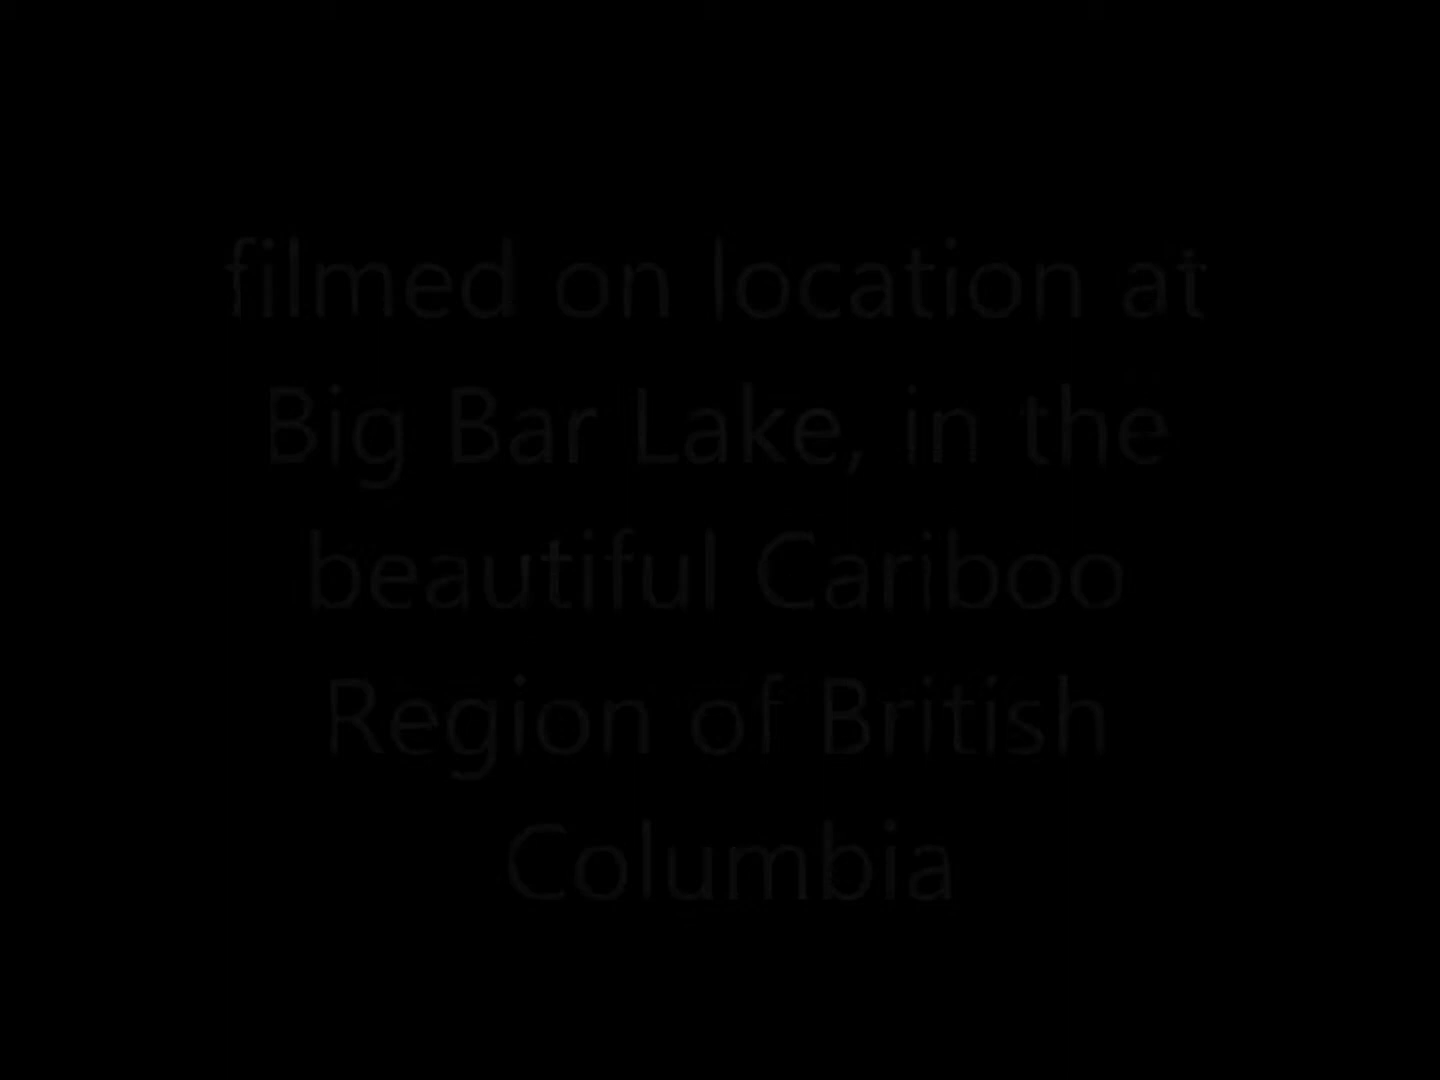 filmed on location at
Big Bar Lake, in the
beautiful Cariboo
Region of British
Columbia